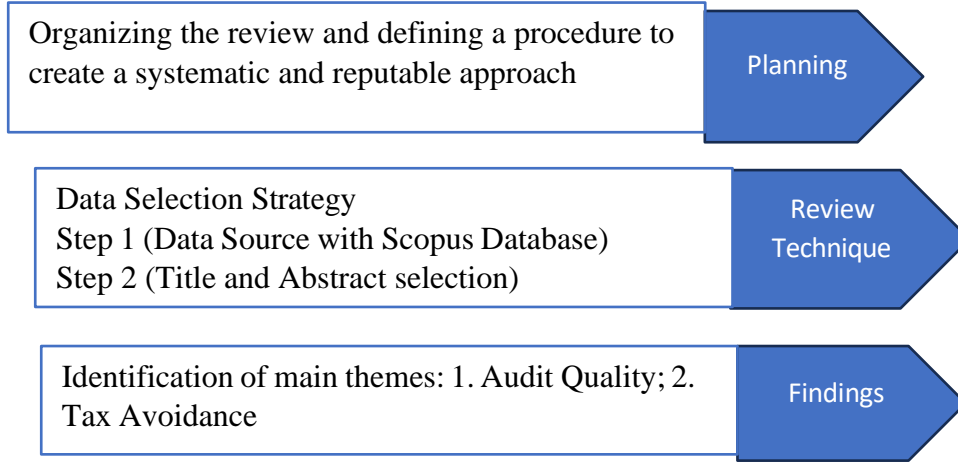 Organizing the review and defining a procedure to
create a systematic and reputable approach
Planning
Data Selection Strategy
Step 1 (Data Source with Scopus Database)
Step 2 (Title and Abstract selection)
Review
Technique
Identification of main themes: 1. Audit Quality; 2.
Tax Avoidance
Findings